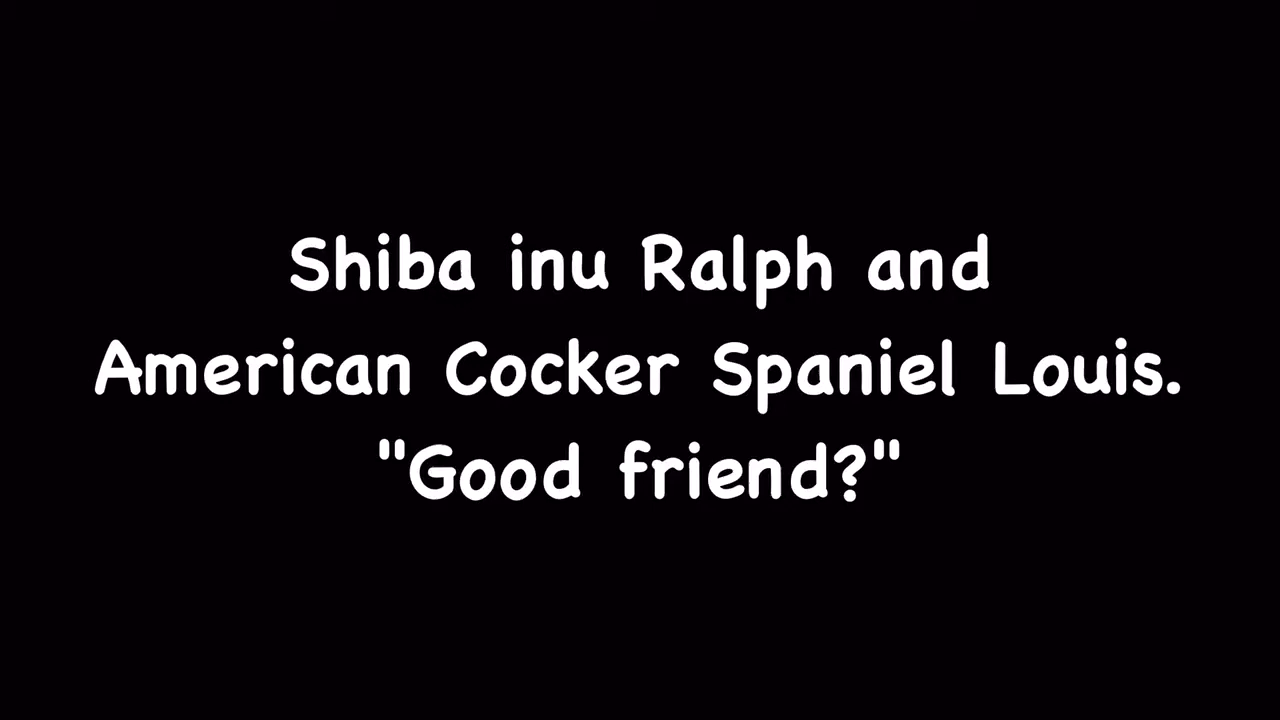 Shiba inu Ralph and
American Cocker Spaniel Louis.
"Good friend?"